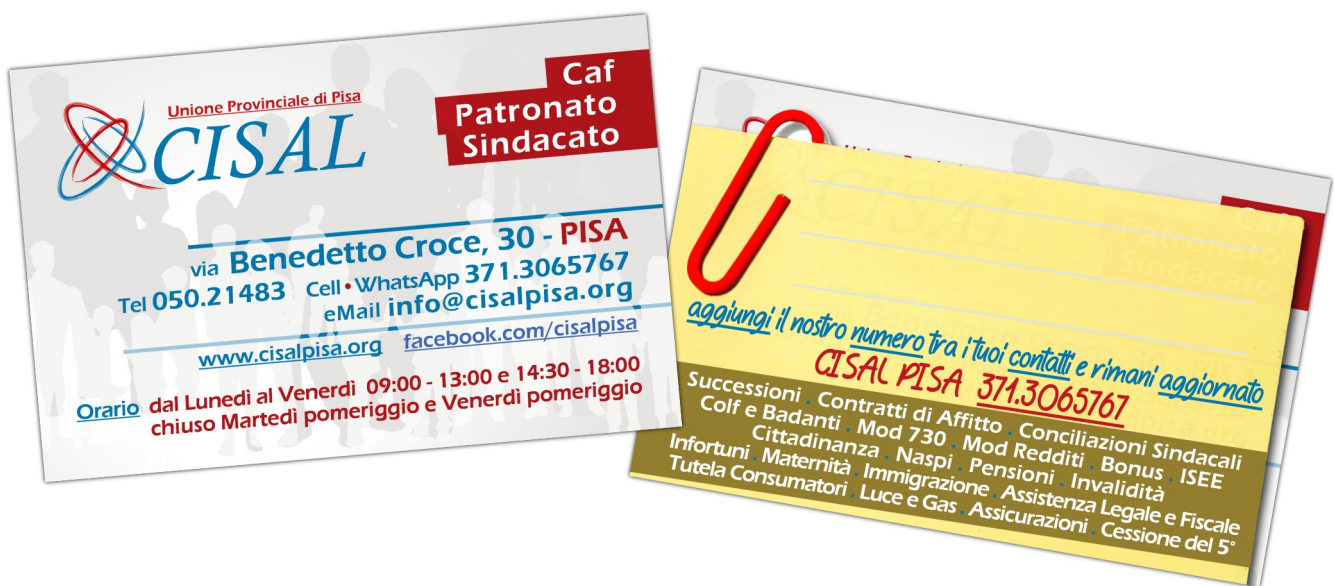 Unione Provinciale di Pisa
CISAL
Caf
Patronato
Sindacato
via Benedetto Croce, 30 - PISA
Tel 050.21483 Cell • WhatsApp 371.3065767
eMail info@cisalpisa.org
www.cisalpisa.org facebook.com/cisalpisa
Orario dal Lunedì al Venerdì 09:00 - 13:00 e 14:30 - 18:00
chiuso Martedì pomeriggio e Venerdì pomeriggio
CISAL
Caf
Patronato
Sindacato
aggiungi il nostro numero tra i tuoi contatti e rimani aggiornato
CISAL PISA 371.3065767
Successioni . Contratti di Affitto . Conciliazioni Sindacali
Colf e Badanti . Mod 730 . Mod Redditi . Bonus . ISEE
Cittadinanza . Naspi . Pensioni . Invalidità
Infortuni . Maternità . Immigrazione . Assistenza Legale e Fiscale
Tutela Consumatori . Luce e Gas . Assicurazioni . Cessione del 5°